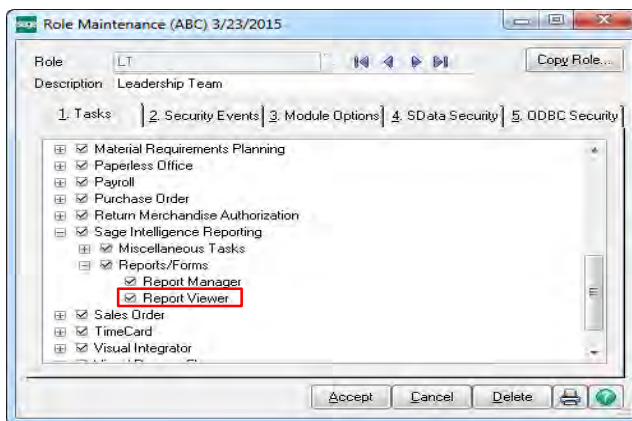 sage Role Maintenance (ABC) 3/23/2015
Role LT Copy Role...
Description Leadership Team
1. Tasks 2. Security Events 3. Module Options 4. SData Security 5. ODBC Security
Material Requirements Planning
Paperless Office
Payroll
Purchase Order
Return Merchandise Authorization
Sage Intelligence Reporting
Miscellaneous Tasks
Reports/Forms
Report Manager
Report Viewer
Sales Order
TimeCard
Visual Integrator
Accept Cancel Delete